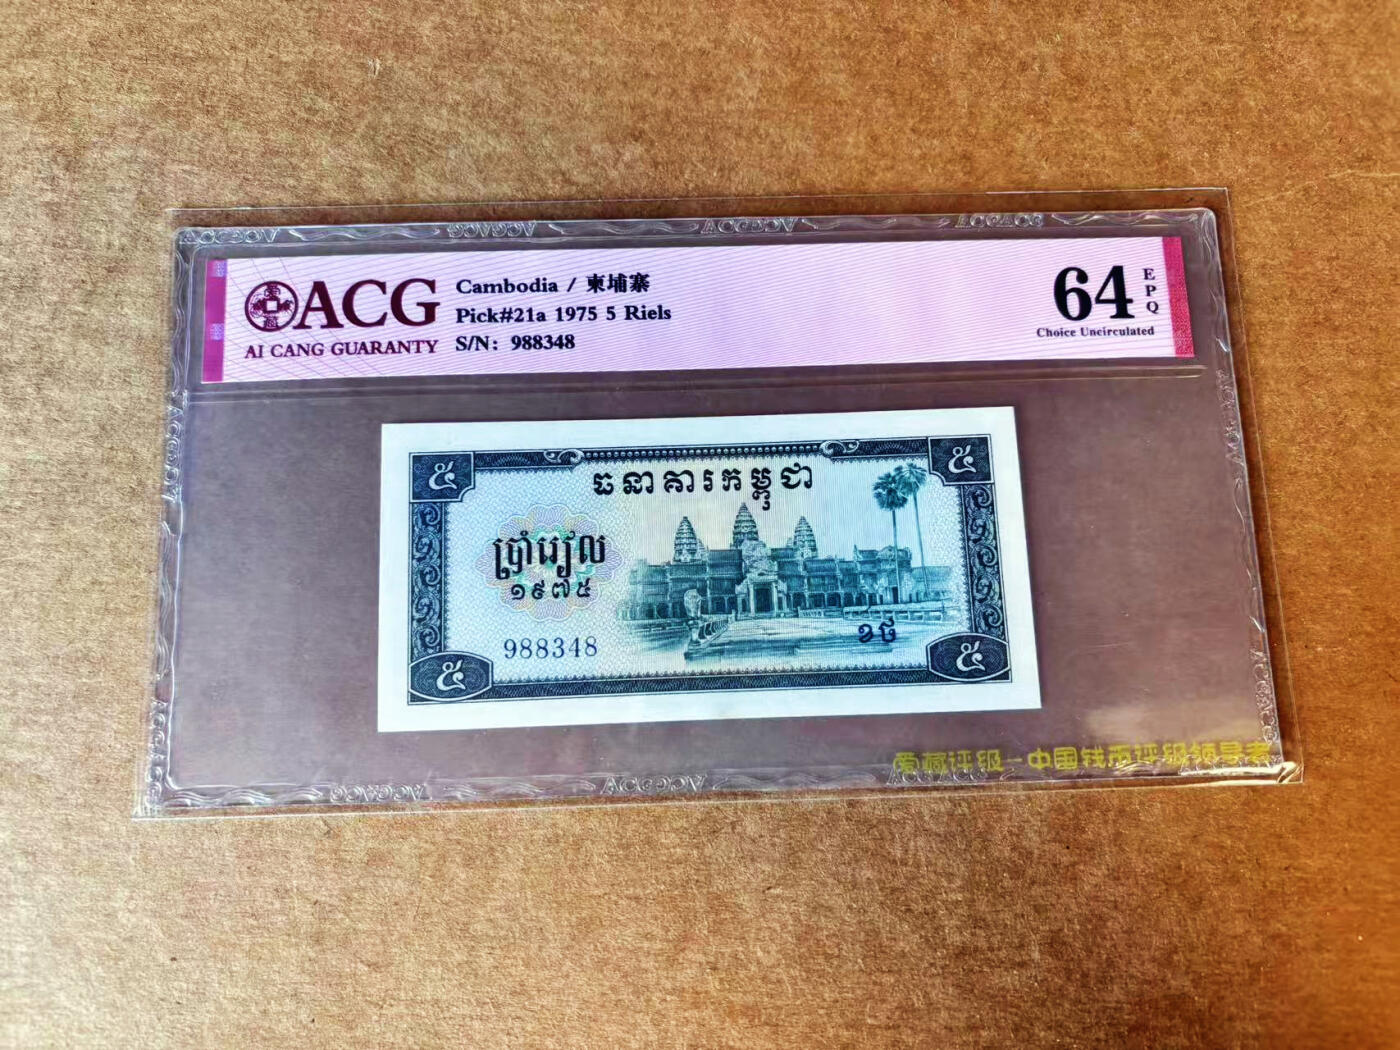 ACG
AI CANG GUARANTY
Cambodia / 柬埔寨
Pick#21a 1975 5 Riels
S/N: 988348
64
EPQ
Choice Uncirculated
៥
៥
ធនាគារកម្ពុជា
ប្រាំរៀល
១៩៧៥
988348
ខថ
៥
៥
爱藏评级-中国钱币评级领导者